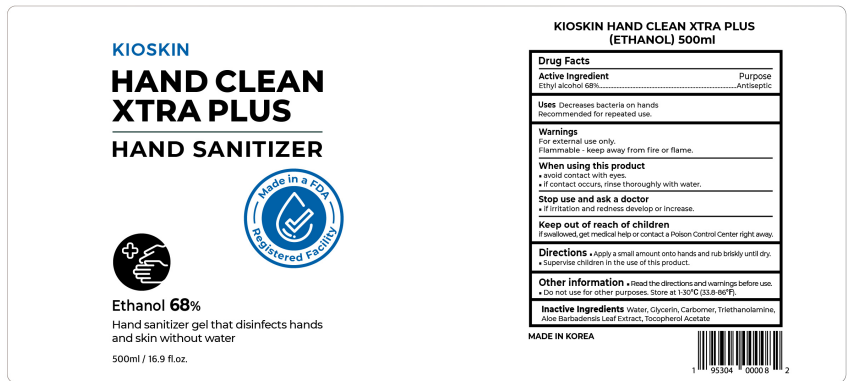 KIOSKIN
HAND CLEAN
XTRA PLUS
HAND SANITIZER
Made in a FDA
Registered Facility
Ethanol 68%
Hand sanitizer gel that disinfects hands
and skin without water
500ml / 16.9 fl.oz.
KIOSKIN HAND CLEAN XTRA PLUS
(ETHANOL) 500ml
Drug Facts
Active Ingredient Purpose
Ethyl alcohol 68%........................................................Antiseptic
Uses Decreases bacteria on hands
Recommended for repeated use.
Warnings
For external use only.
Flammable - keep away from fire or flame.
When using this product
▪ avoid contact with eyes.
▪ if contact occurs, rinse thoroughly with water.
Stop use and ask a doctor
▪ if irritation and redness develop or increase.
Keep out of reach of children
if swallowed, get medical help or contact a Poison Control Center right away.
Directions ▪ Apply a small amount onto hands and rub briskly until dry.
▪ Supervise children in the use of this product.
Other information ▪ Read the directions and warnings before use.
▪ Do not use for other purposes. Store at 1-30℃ (33.8-86℉).
Inactive Ingredients Water, Glycerin, Carbomer, Triethanolamine,
Aloe Barbadensis Leaf Extract, Tocopherol Acetate
MADE IN KOREA
1 95304 00008 2